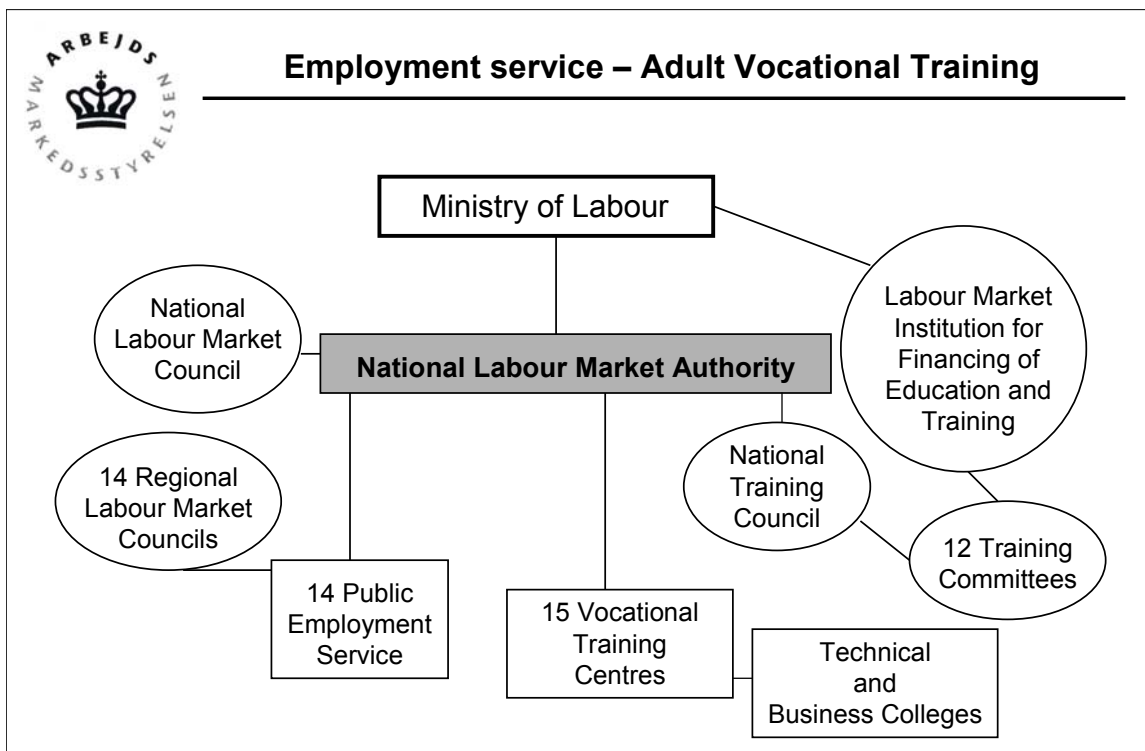 ARBEJDS
MARKEDSSTYRELSEN
Employment service – Adult Vocational Training
Ministry of Labour
National
Labour Market
Council
National Labour Market Authority
Labour Market
Institution for
Financing of
Education and
Training
14 Regional
Labour Market
Councils
National
Training
Council
12 Training
Committees
14 Public
Employment
Service
15 Vocational
Training
Centres
Technical
and
Business Colleges